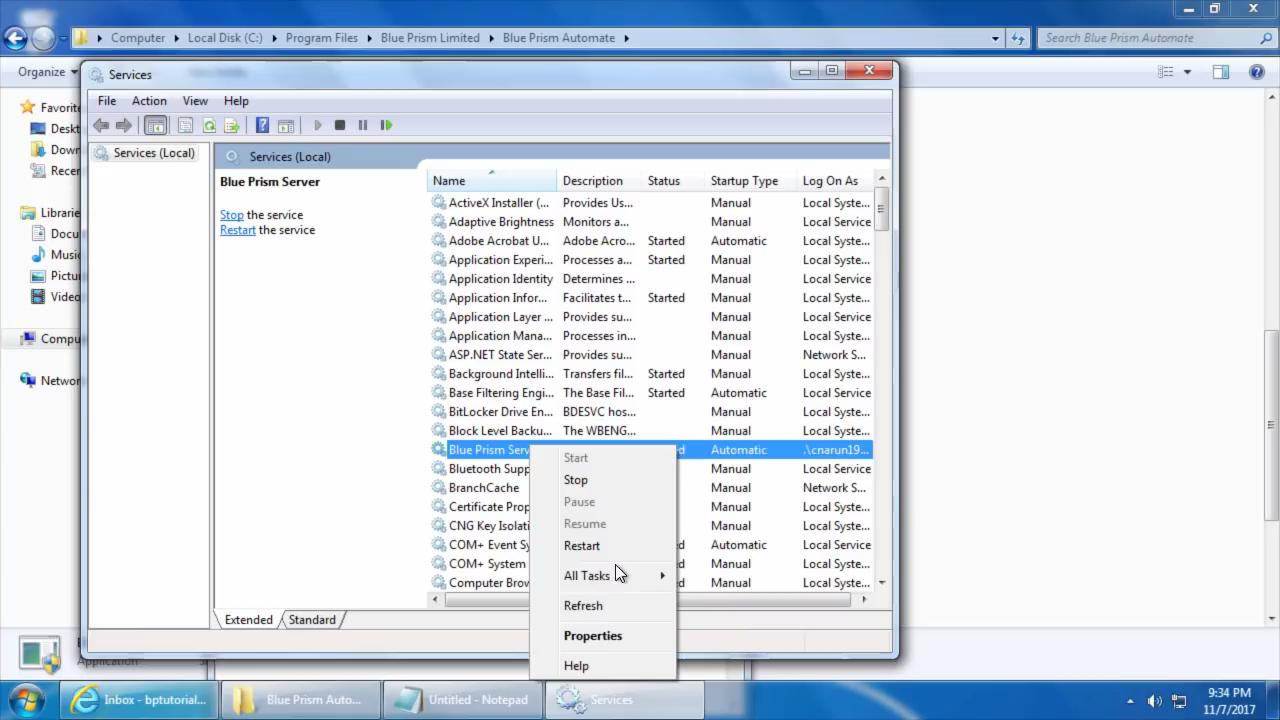 Computer ▸ Local Disk (C:) ▸ Program Files ▸ Blue Prism Limited ▸ Blue Prism Automate ▸
Search Blue Prism Automate
Organize
Services
File Action View Help
Services (Local)
Services (Local)
Blue Prism Server
Stop the service
Restart the service
Name Description Status Startup Type Log On As
ActiveX Installer (... Provides Us... Manual Local Syste...
Adaptive Brightness Monitors a... Manual Local Service
Adobe Acrobat U... Adobe Acro... Started Automatic Local Syste...
Application Experi... Processes a... Started Manual Local Syste...
Application Identity Determines ... Manual Local Service
Application Infor... Facilitates t... Started Manual Local Syste...
Application Layer ... Provides su... Manual Local Service
Application Mana... Processes in... Manual Local Syste...
ASP.NET State Ser... Provides su... Manual Network S...
Background Intelli... Transfers fil... Started Manual Local Syste...
Base Filtering Engi... The Base Fil... Started Automatic Local Service
BitLocker Drive En... BDESVC hos... Manual Local Syste...
Block Level Backu... The WBENG... Manual Local Syste...
Blue Prism Serv Automatic .\cnarun19...
Bluetooth Supp Manual Local Service
BranchCache Manual Network S...
Certificate Prop Manual Local Syste...
CNG Key Isolati Manual Local Syste...
COM+ Event Sy Automatic Local Service
COM+ System Manual Local Syste...
Computer Brow Manual Local Syste...
Start
Stop
Pause
Resume
Restart
All Tasks
Refresh
Properties
Help
Extended Standard
Favorite
Deskt
Down
Recen
Librarie
Docu
Music
Pictu
Video
Compu
Networ
Application
Inbox - bptutorial...
Blue Prism Auto...
Untitled - Notepad
Services
9:34 PM
11/7/2017